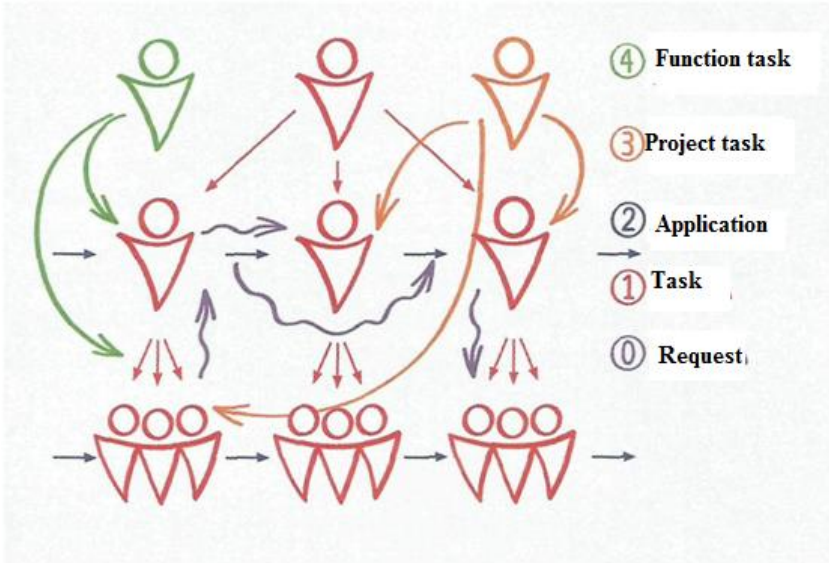 4 Function task
3 Project task
2 Application
1 Task
0 Request